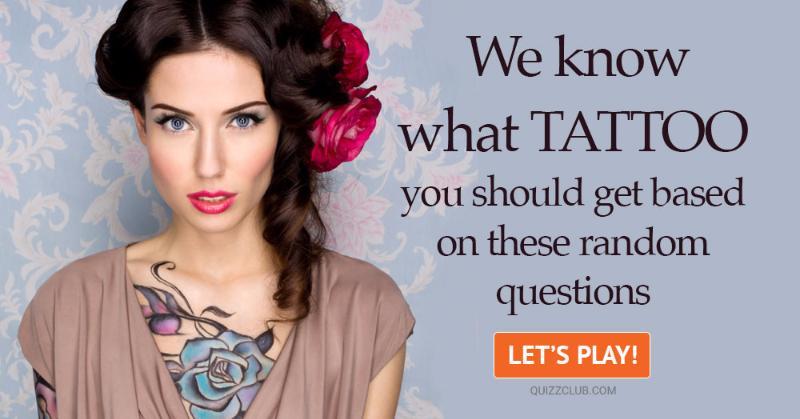 We know
what TATTOO
you should get based
on these random
questions
LET'S PLAY!
QUIZZCLUB.COM